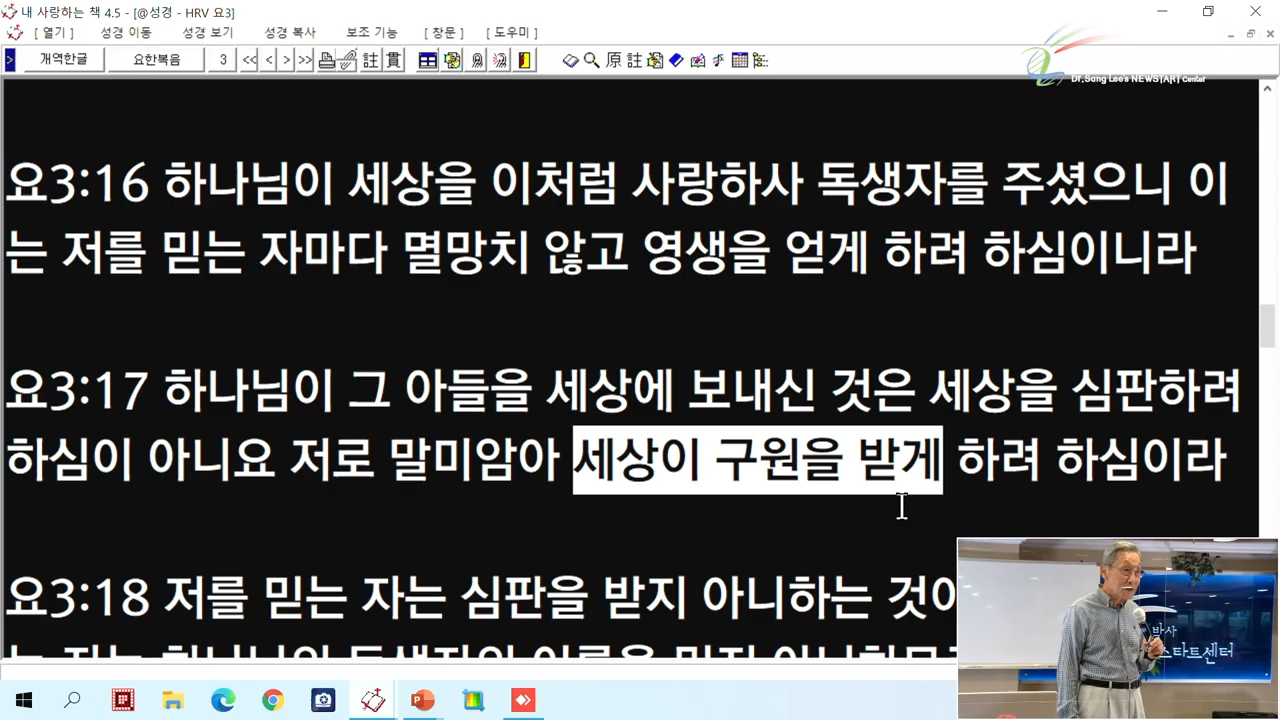 내 사랑하는 책 4.5 - [@성경 - HRV 요3]
[ 열기 ] 성경 이동 성경 보기 성경 복사 보조 기능 [ 창문 ] [ 도우미 ]
개역한글 요한복음 3 << < > >> 註 貫 原 註
Dr.Sang Lee's NEWSTART Center
요3:16 하나님이 세상을 이처럼 사랑하사 독생자를 주셨으니 이
는 저를 믿는 자마다 멸망치 않고 영생을 얻게 하려 하심이니라
요3:17 하나님이 그 아들을 세상에 보내신 것은 세상을 심판하려
하심이 아니요 저로 말미암아 세상이 구원을 받게 하려 하심이라
요3:18 저를 믿는 자는 심판을 받지 아니하는 것이
박사
스타트센터